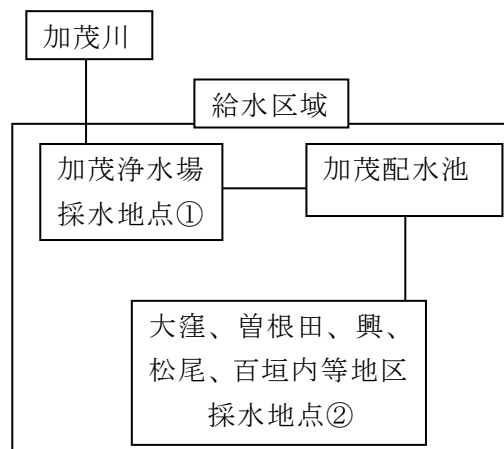 加茂川
給水区域
加茂浄水場
採水地点①
加茂配水池
大窪、曽根田、興、
松尾、百垣内等地区
採水地点②